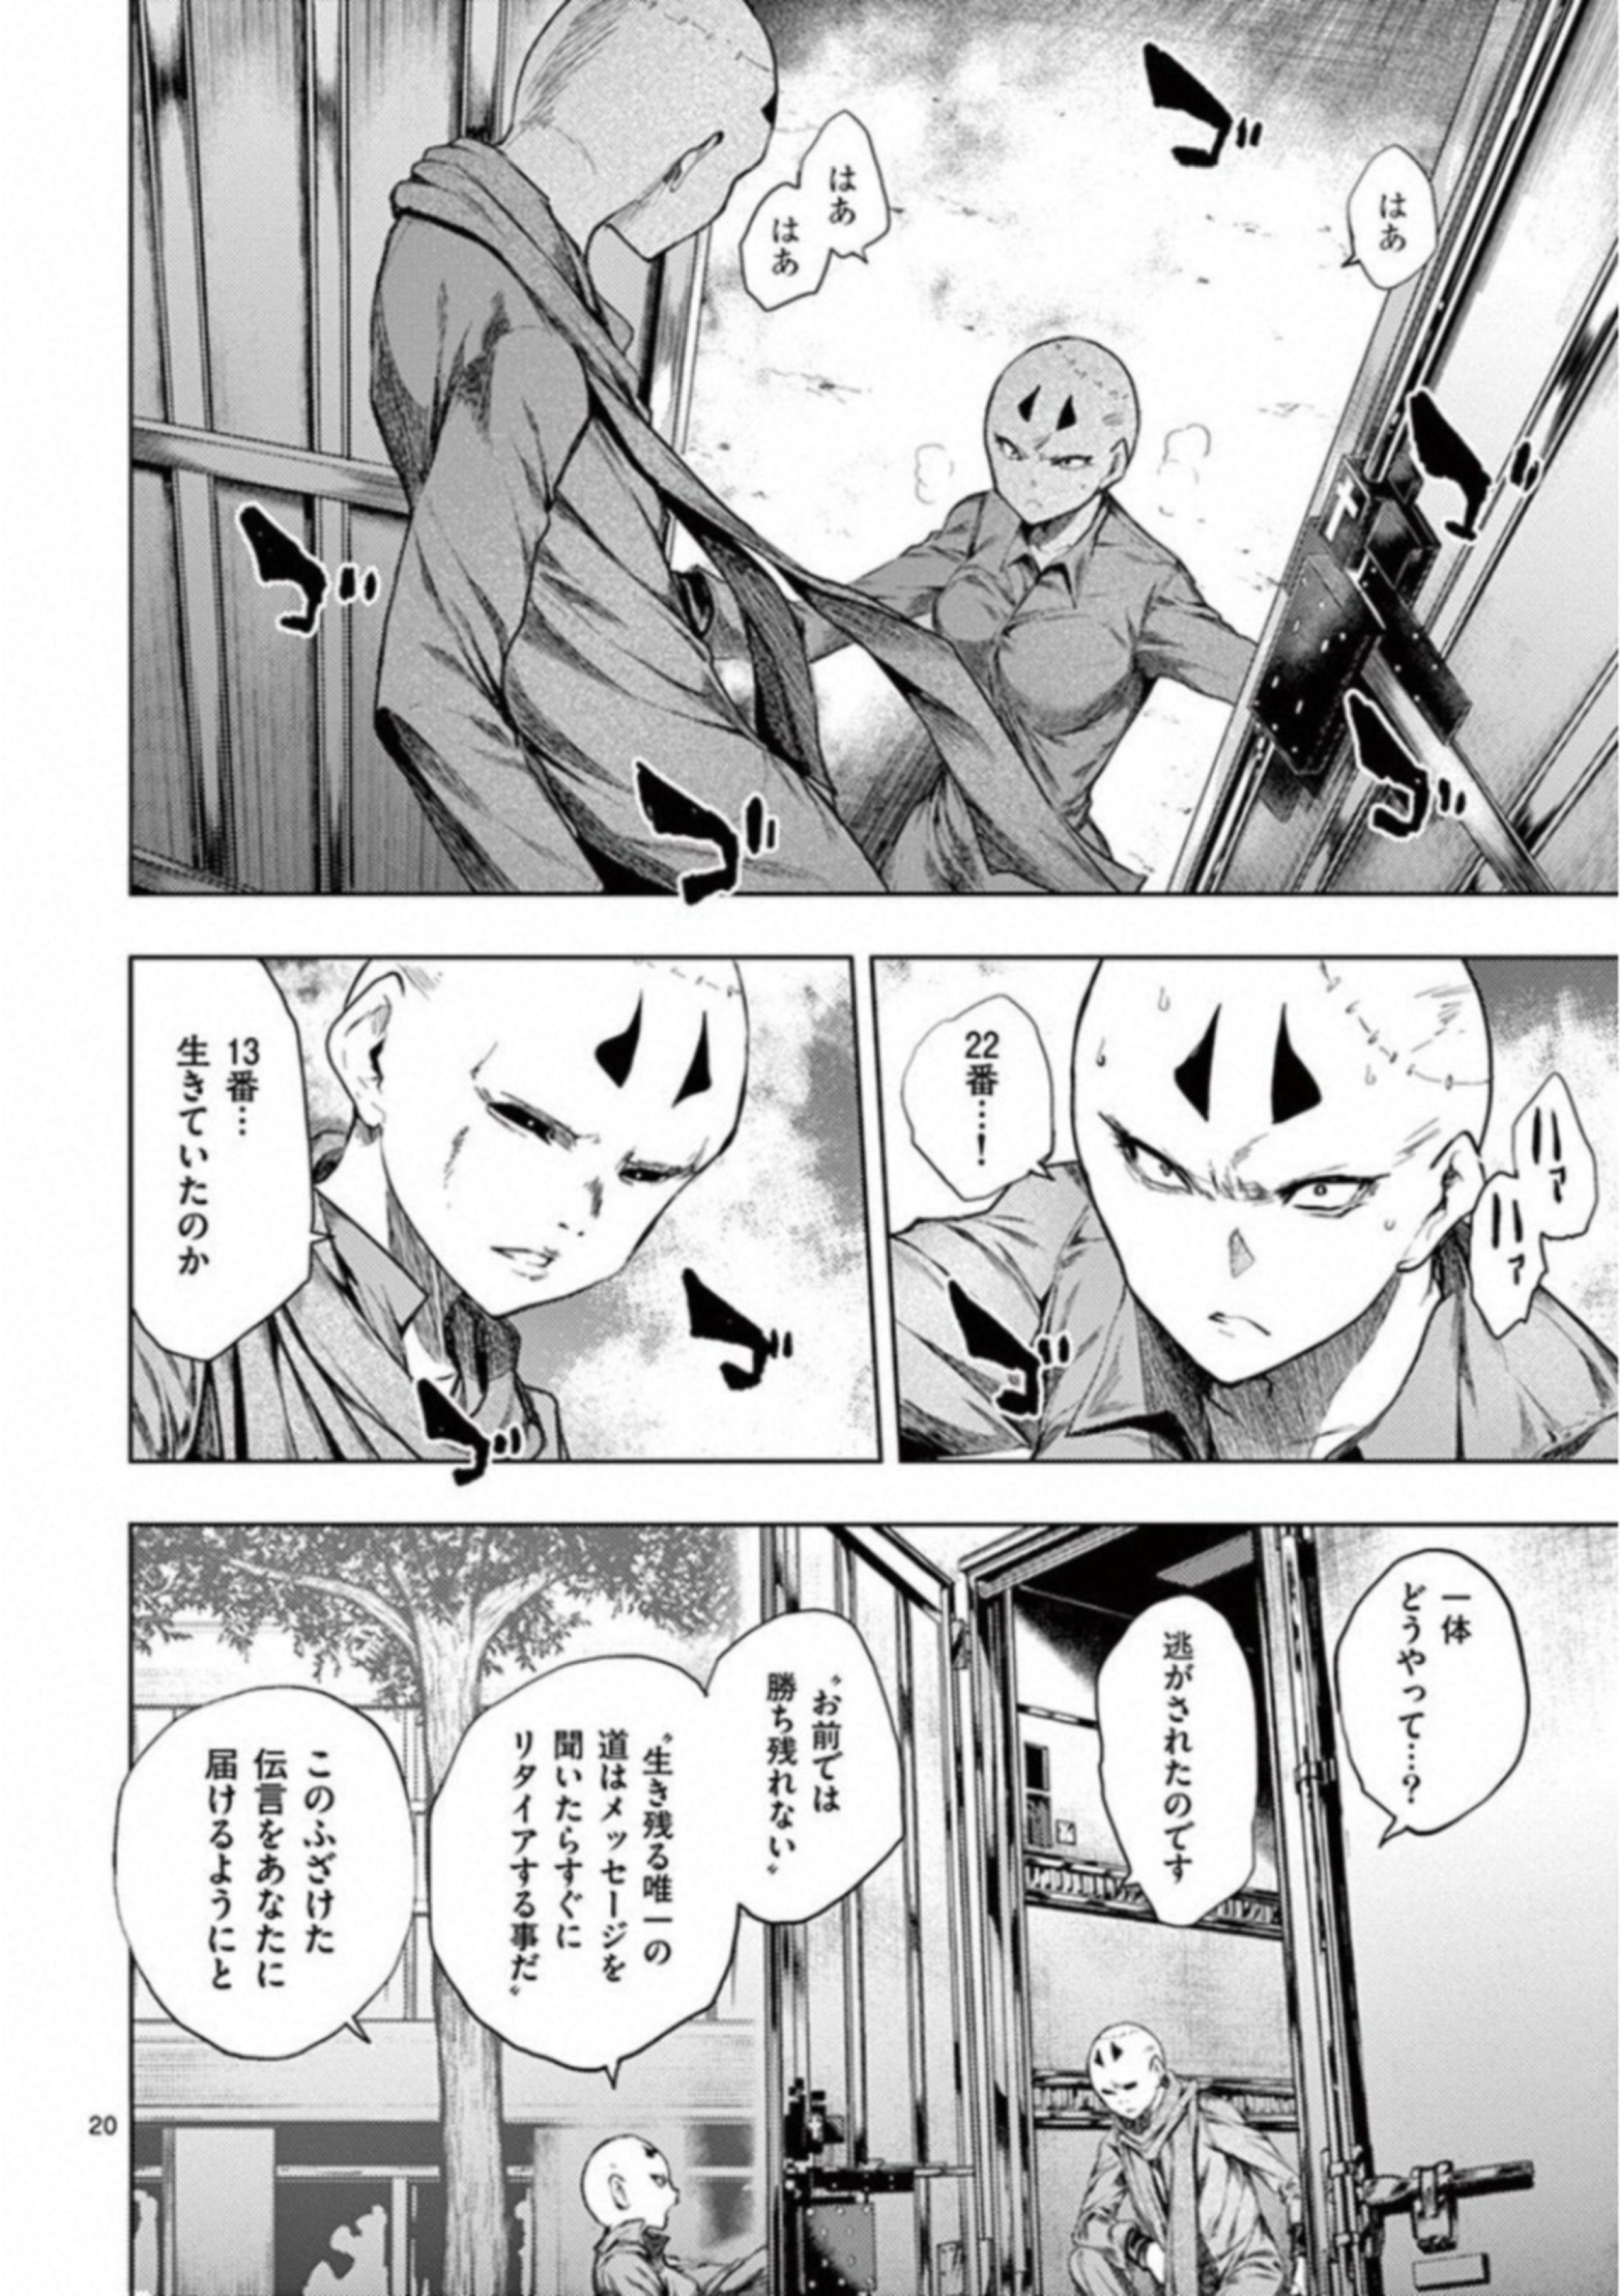 ゴ
はあ
はあ
はあ
ゴ
ゴ
ゴ
ゴ
ハァ
ハァ
22番…!
ゴ
13番…
生きていたのか
ゴ
ゴ
一体
どうやって…?
逃がされたのです
〝お前では
勝ち残れない〟
〝生き残る唯一の
道はメッセージを
聞いたらすぐに
リタイアする事だ〟
このふざけた
伝言をあなたに
届けるようにと
20